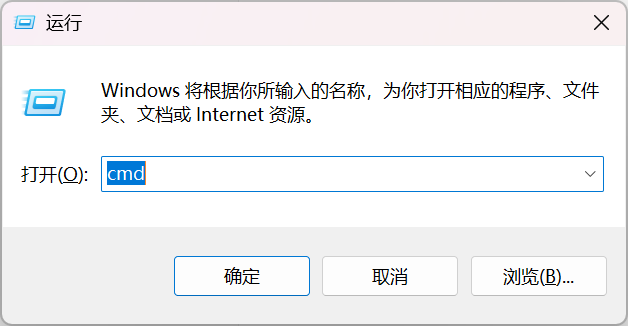 运行
Windows 将根据你所输入的名称，为你打开相应的程序、文件
夹、文档或 Internet 资源。
打开(O): cmd
确定 取消 浏览(B)...